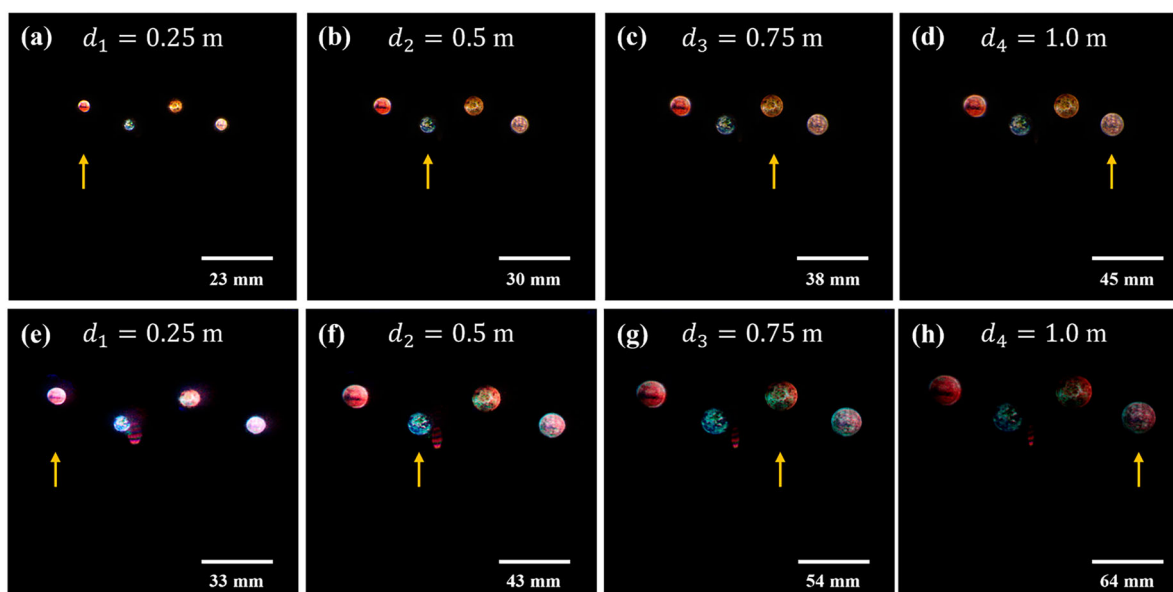 (a) d₁ = 0.25 m
(b) d₂ = 0.5 m
(c) d₃ = 0.75 m
(d) d₄ = 1.0 m
23 mm
30 mm
38 mm
45 mm
(e) d₁ = 0.25 m
(f) d₂ = 0.5 m
(g) d₃ = 0.75 m
(h) d₄ = 1.0 m
33 mm
43 mm
54 mm
64 mm